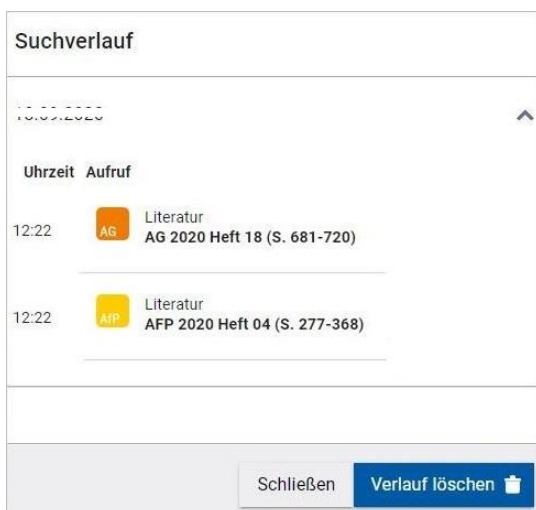 Suchverlauf
Uhrzeit Aufruf
12:22 AG Literatur
AG 2020 Heft 18 (S. 681-720)
12:22 AfP Literatur
AFP 2020 Heft 04 (S. 277-368)
Schließen Verlauf löschen